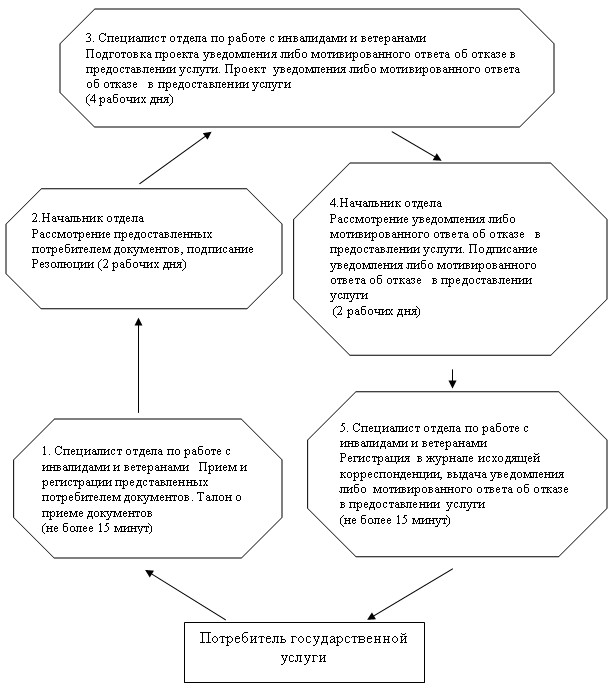 3. Специалист отдела по работе с инвалидами и ветеранами
Подготовка проекта уведомления либо мотивированного ответа об отказе в
предоставлении услуги. Проект уведомления либо мотивированного ответа
об отказе в предоставлении услуги
(4 рабочих дня)
2.Начальник отдела
Рассмотрение предоставленных
потребителем документов, подписание
Резолюции (2 рабочих дня)
4.Начальник отдела
Рассмотрение уведомления либо
мотивированного ответа об отказе в
предоставлении услуги. Подписание
уведомления либо мотивированного
ответа об отказе в предоставлении
услуги
(2 рабочих дня)
1. Специалист отдела по работе с
инвалидами и ветеранами Прием и
регистрации представленных
потребителем документов. Талон о
приеме документов
(не более 15 минут)
5. Специалист отдела по работе с
инвалидами и ветеранами
Регистрация в журнале исходящей
корреспонденции, выдача уведомления
либо мотивированного ответа об отказе
в предоставлении услуги
(не более 15 минут)
Потребитель государственной
услуги